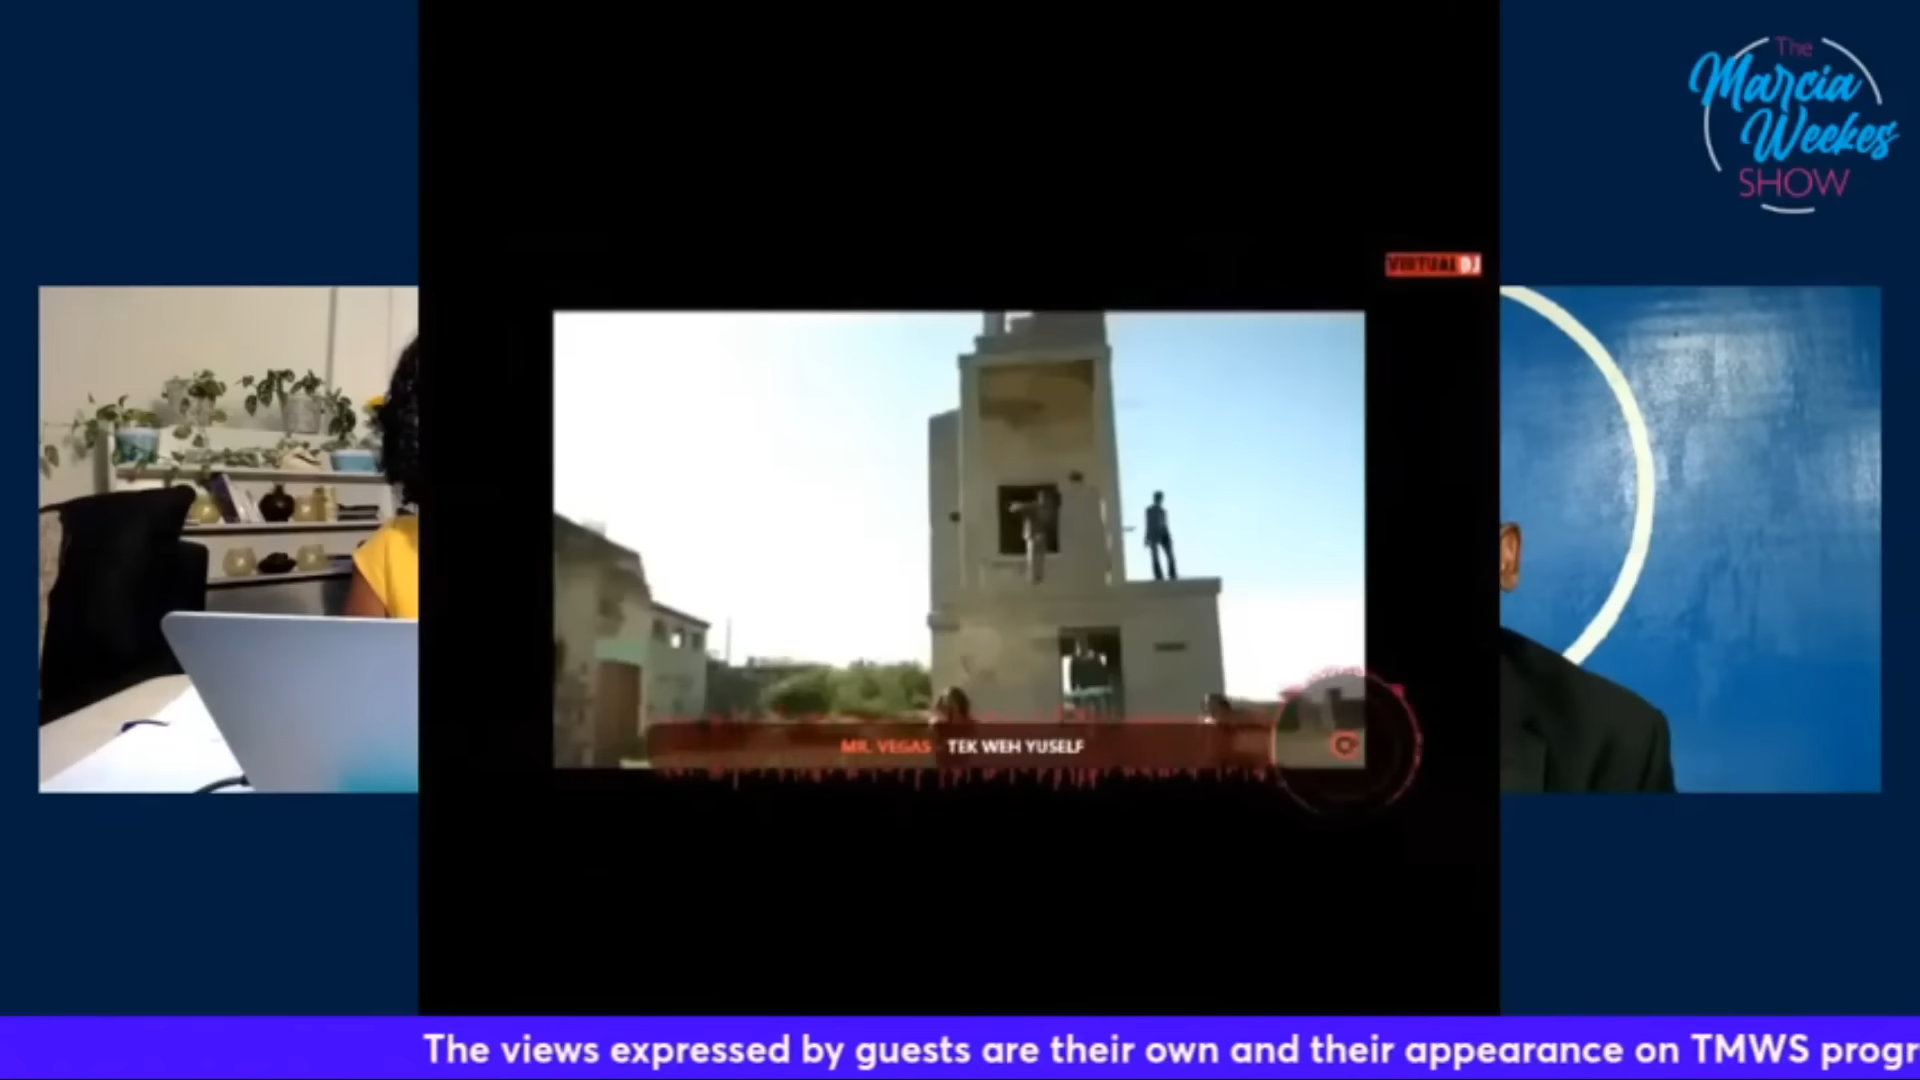 The
Marcia
Weekes
SHOW
VIRTUAL DJ
MR. VEGAS TEK WEH YUSELF
The views expressed by guests are their own and their appearance on TMWS progr